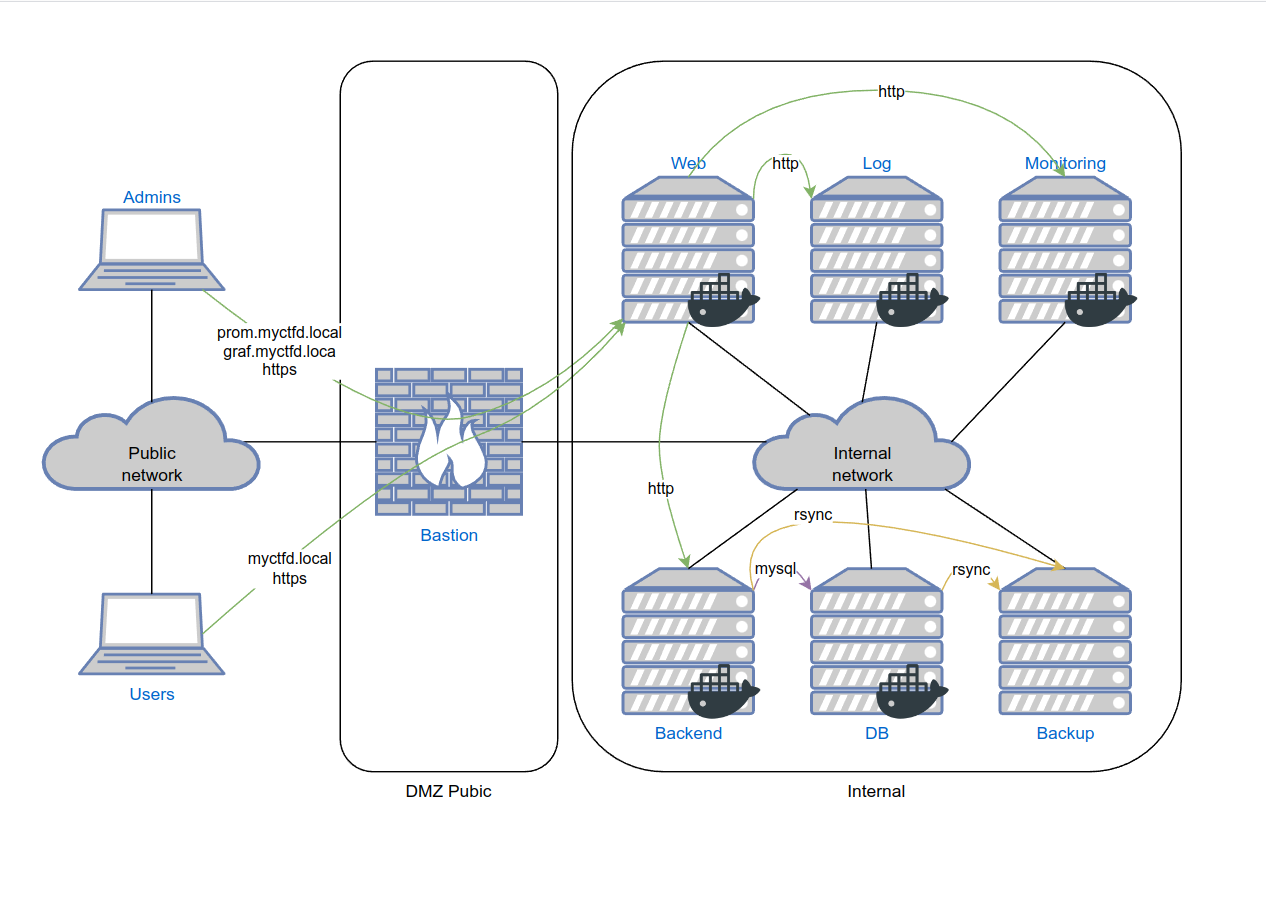 http
Web
http
Log
Monitoring
Admins
prom.myctfd.local
graf.myctfd.loca
https
Public
network
Internal
network
http
rsync
Bastion
myctfd.local
https
mysql
rsync
Users
Backend
DB
Backup
DMZ Pubic
Internal